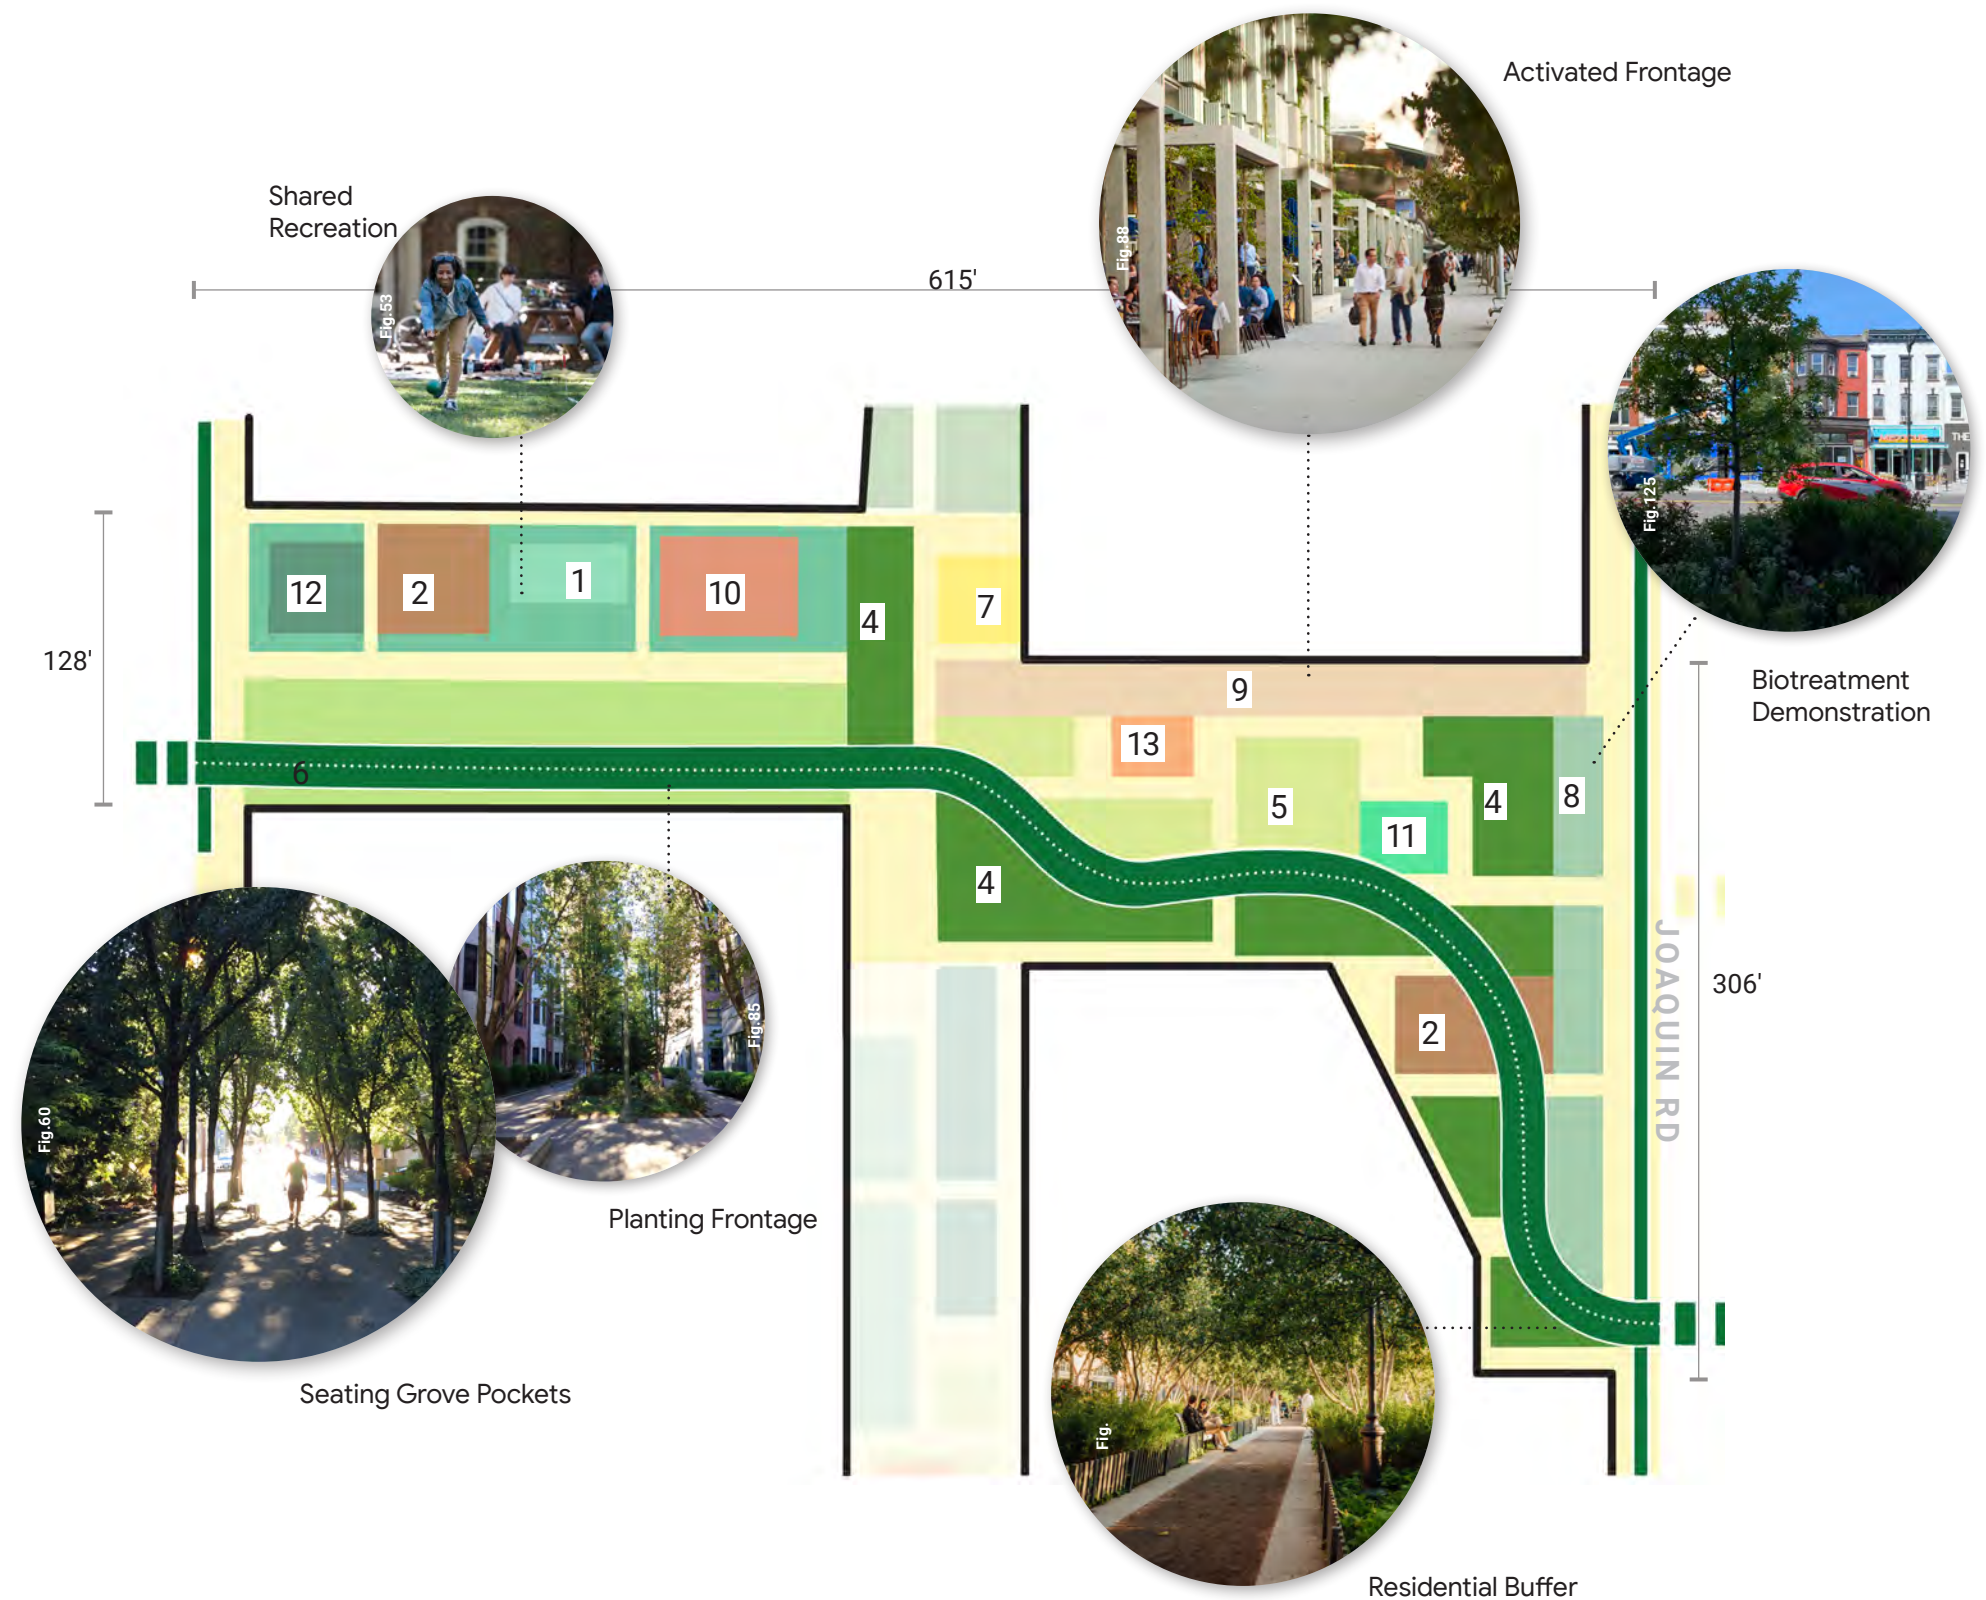 Activated Frontage
Shared
Recreation
Fig.88
615'
Fig.53
THE
Fig.125
12
2
1
10
4
7
128'
9
Biotreatment
Demonstration
13
6
5
4
8
11
4
JOAQUIN RD
306'
2
Fig.85
Fig.60
Planting Frontage
Seating Grove Pockets
Fig.
Residential Buffer